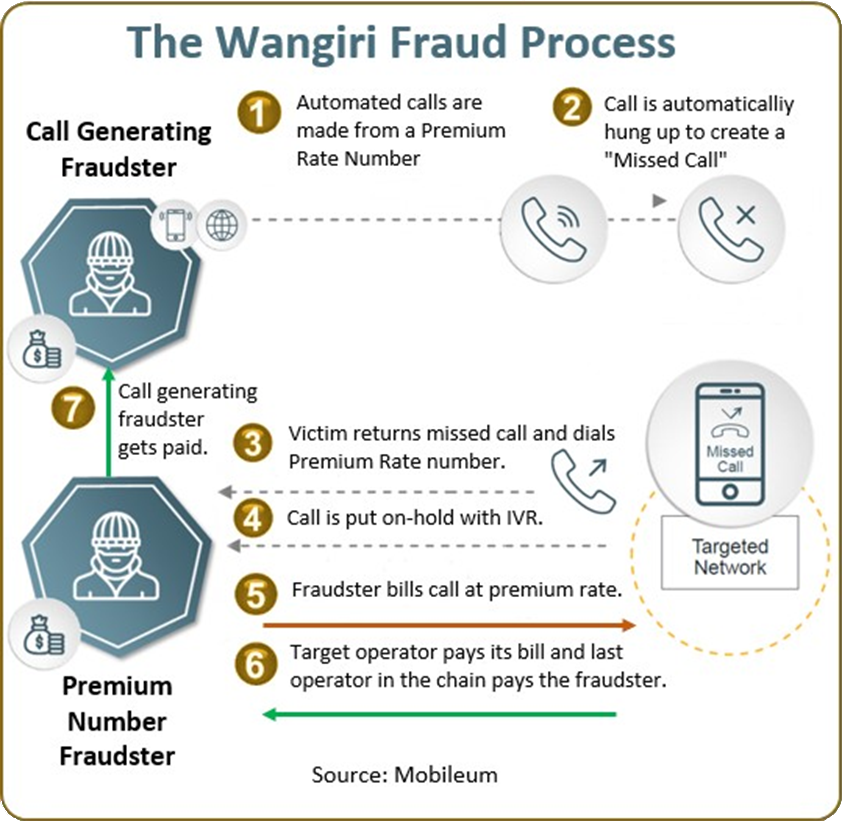 The Wangiri Fraud Process
Call Generating
Fraudster
1
Automated calls are
made from a Premium
Rate Number
2
Call is automaticalliy
hung up to create a
"Missed Call"
7
Call generating
fraudster
gets paid.
3
Victim returns missed call and dials
Premium Rate number.
Missed
Call
4
Call is put on-hold with IVR.
Targeted
Network
5
Fraudster bills call at premium rate.
6
Target operator pays its bill and last
operator in the chain pays the fraudster.
Premium
Number
Fraudster
Source: Mobileum